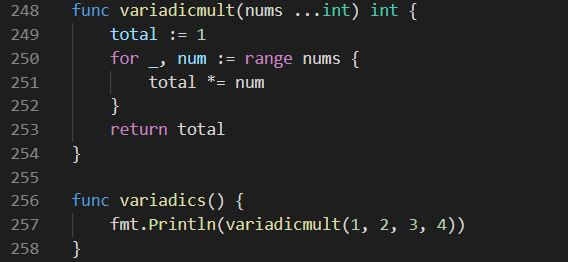 248 func variadicmult(nums ...int) int {
249     total := 1
250     for _, num := range nums {
251         total *= num
252     }
253     return total
254 }
255
256 func variadics() {
257     fmt.Println(variadicmult(1, 2, 3, 4))
258 }